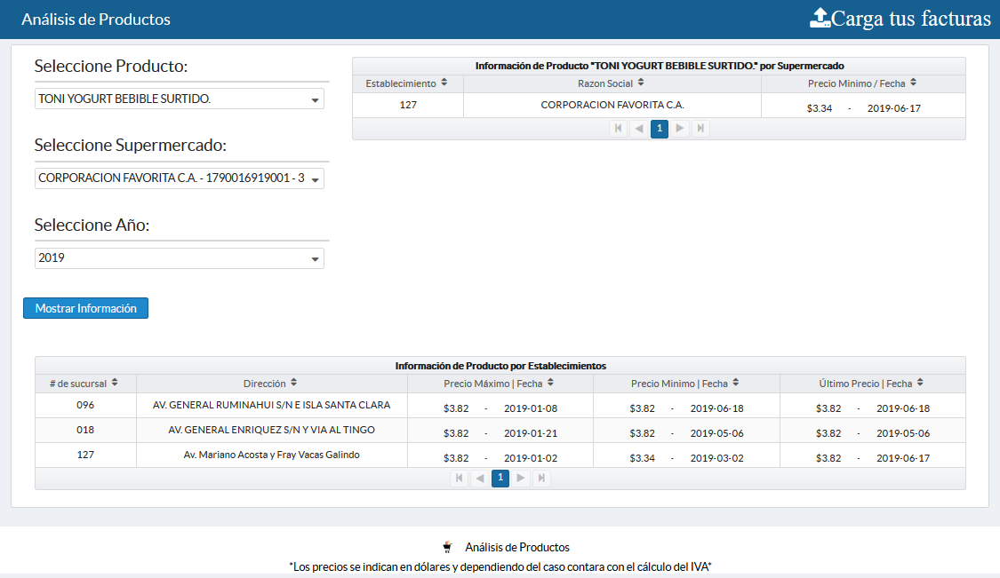 Análisis de Productos
Carga tus facturas
Seleccione Producto:
TONI YOGURT BEBIBLE SURTIDO.
Seleccione Supermercado:
CORPORACION FAVORITA C.A. - 1790016919001 - 3
Seleccione Año:
2019
Mostrar Información
Información de Producto "TONI YOGURT BEBIBLE SURTIDO." por Supermercado
Establecimiento Razon Social Precio Minimo / Fecha
127 CORPORACION FAVORITA C.A. $3.34 - 2019-06-17
1
Información de Producto por Establecimientos
# de sucursal Dirección Precio Máximo | Fecha Precio Minimo | Fecha Último Precio | Fecha
096 AV. GENERAL RUMINAHUI S/N E ISLA SANTA CLARA $3.82 - 2019-01-08 $3.82 - 2019-06-18 $3.82 - 2019-06-18
018 AV. GENERAL ENRIQUEZ S/N Y VIA AL TINGO $3.82 - 2019-01-21 $3.82 - 2019-05-06 $3.82 - 2019-05-06
127 Av. Mariano Acosta y Fray Vacas Galindo $3.82 - 2019-01-02 $3.34 - 2019-03-02 $3.82 - 2019-06-17
1
Análisis de Productos
*Los precios se indican en dólares y dependiendo del caso contara con el cálculo del IVA*